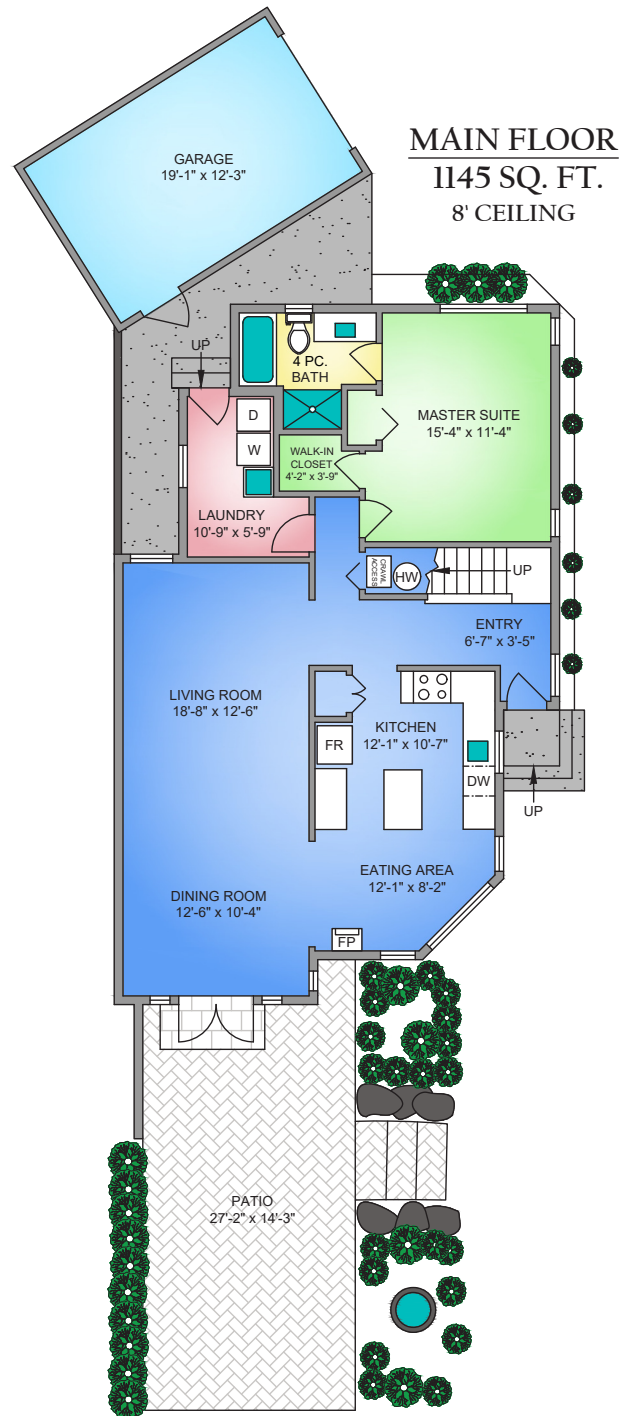 GARAGE
19'-1" x 12'-3"
MAIN FLOOR
1145 SQ. FT.
8' CEILING
UP
4 PC.
BATH
D
W
MASTER SUITE
15'-4" x 11'-4"
WALK-IN
CLOSET
4'-2" x 3'-9"
LAUNDRY
10'-9" x 5'-9"
CRAWL
ACCESS
HW
UP
ENTRY
6'-7" x 3'-5"
LIVING ROOM
18'-8" x 12'-6"
KITCHEN
12'-1" x 10'-7"
FR
DW
UP
EATING AREA
12'-1" x 8'-2"
DINING ROOM
12'-6" x 10'-4"
FP
PATIO
27'-2" x 14'-3"